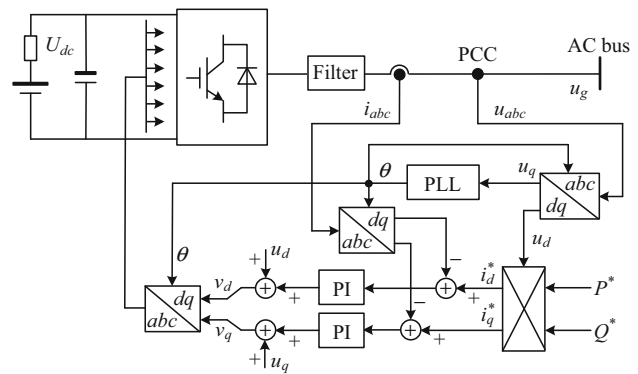 U_dc
Filter
PCC
AC bus
u_g
i_abc
u_abc
θ
PLL
u_q
abc
dq
dq
abc
u_d
θ
+
u_d
v_d
+
+
PI
−
+
i_d^*
P^*
dq
abc
v_q
+
+
u_q
+
PI
−
+
i_q^*
Q^*